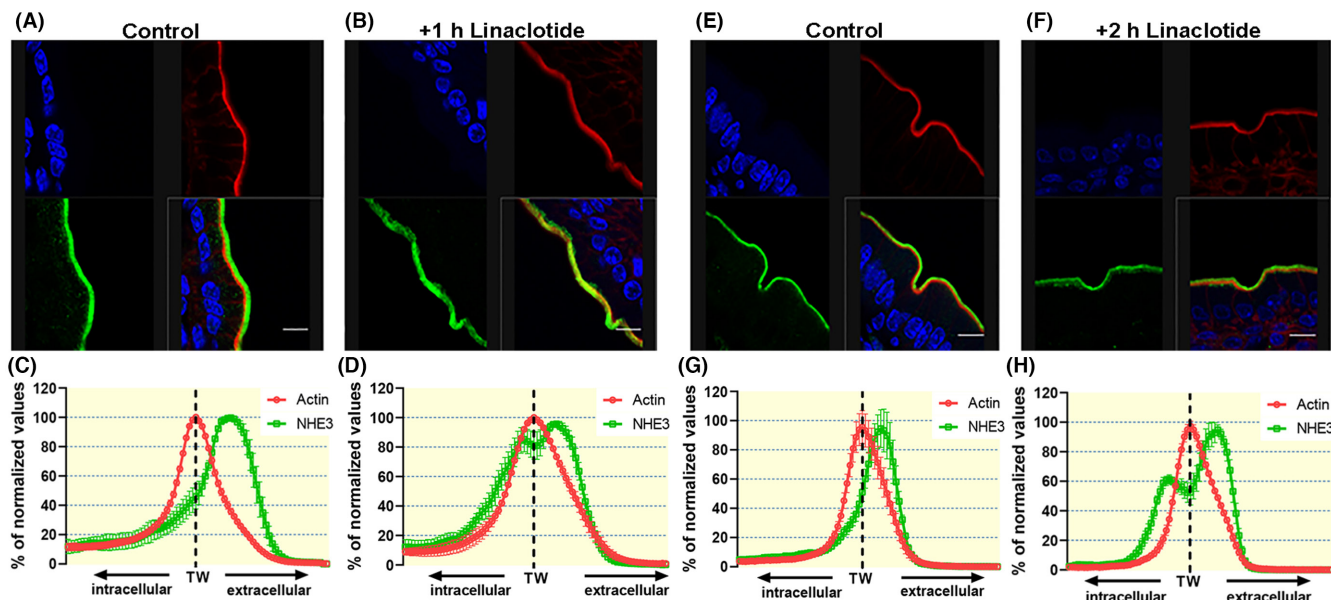 (A) Control
(B) +1 h Linaclotide
(E) Control
(F) +2 h Linaclotide
(C)
% of normalized values
120
100
80
60
40
20
0
Actin
NHE3
intracellular TW extracellular
(D)
% of normalized values
120
100
80
60
40
20
0
Actin
NHE3
intracellular TW extracellular
(G)
% of normalized values
120
100
80
60
40
20
0
Actin
NHE3
intracellular TW extracellular
(H)
% of normalized values
120
100
80
60
40
20
0
Actin
NHE3
intracellular TW extracellular